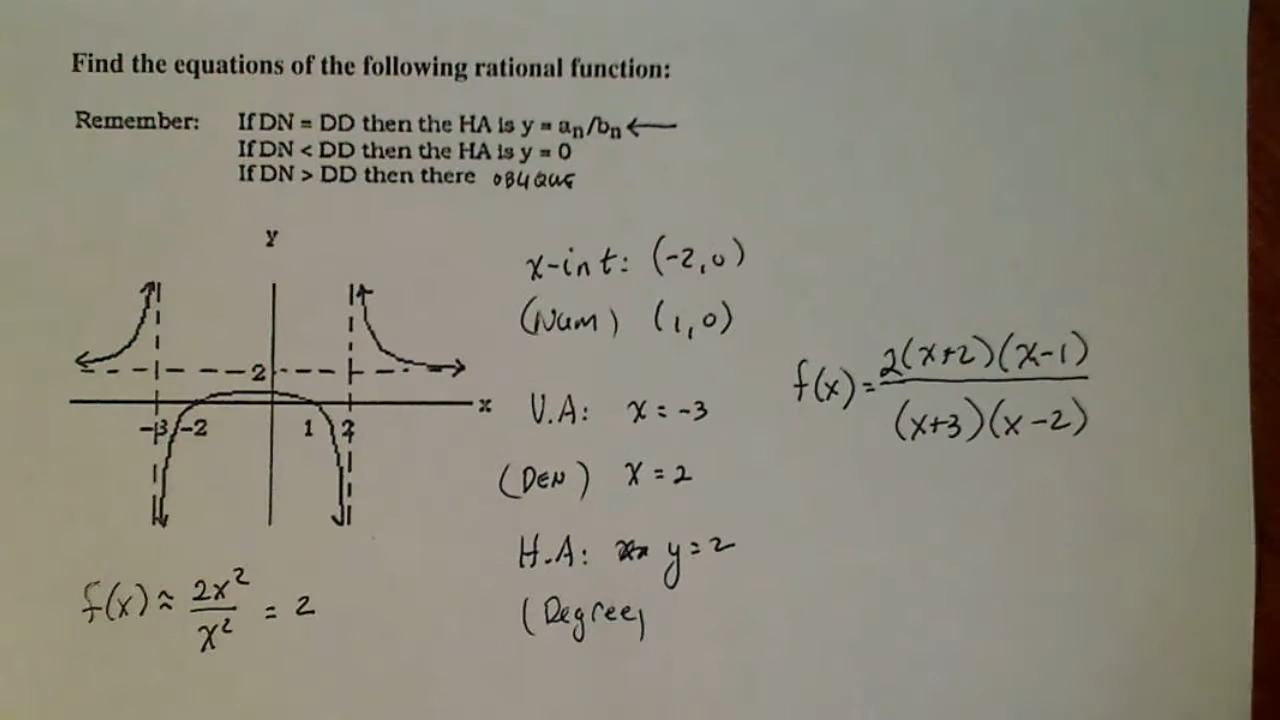 Find the equations of the following rational function:
Remember: If DN = DD then the HA is y = an/bn ←
If DN < DD then the HA is y = 0
If DN > DD then there
y
2
x
-3 -2 1 2
f(x) ≈ 2x²/x² = 2
x-int: (-2,0)
(Num) (1,0)
V.A: x = -3
(DEN) x = 2
H.A: y = 2
(Degree)
f(x) = 2(x+2)(x-1)
(x+3)(x-2)